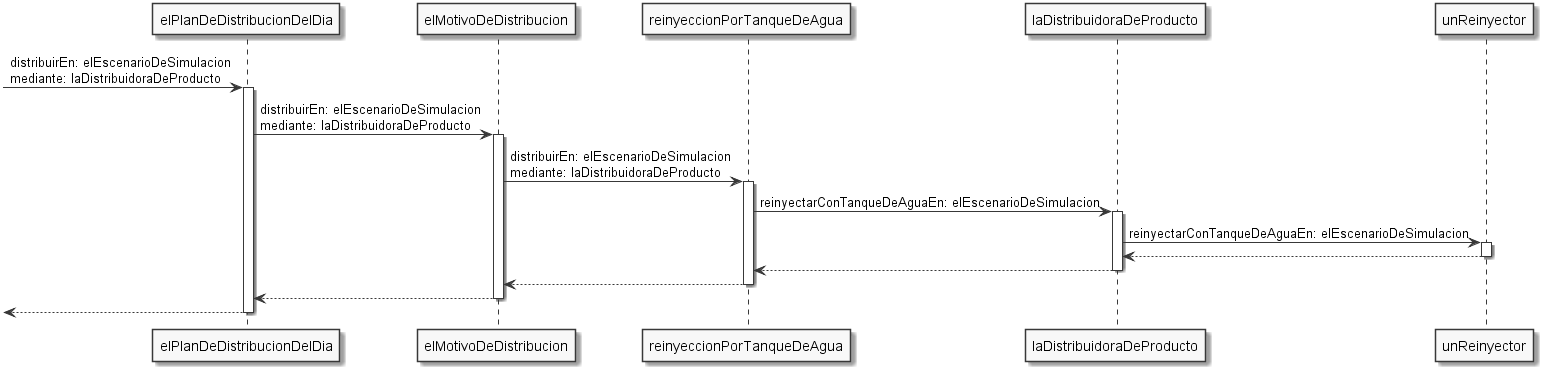 elPlanDeDistribucionDelDia
elMotivoDeDistribucion
reinyeccionPorTanqueDeAgua
laDistribuidoraDeProducto
unReinyector
distribuirEn: elEscenarioDeSimulacion
mediante: laDistribuidoraDeProducto
distribuirEn: elEscenarioDeSimulacion
mediante: laDistribuidoraDeProducto
distribuirEn: elEscenarioDeSimulacion
mediante: laDistribuidoraDeProducto
reinyectarConTanqueDeAguaEn: elEscenarioDeSimulacion
reinyectarConTanqueDeAguaEn: elEscenarioDeSimulacion
elPlanDeDistribucionDelDia
elMotivoDeDistribucion
reinyeccionPorTanqueDeAgua
laDistribuidoraDeProducto
unReinyector